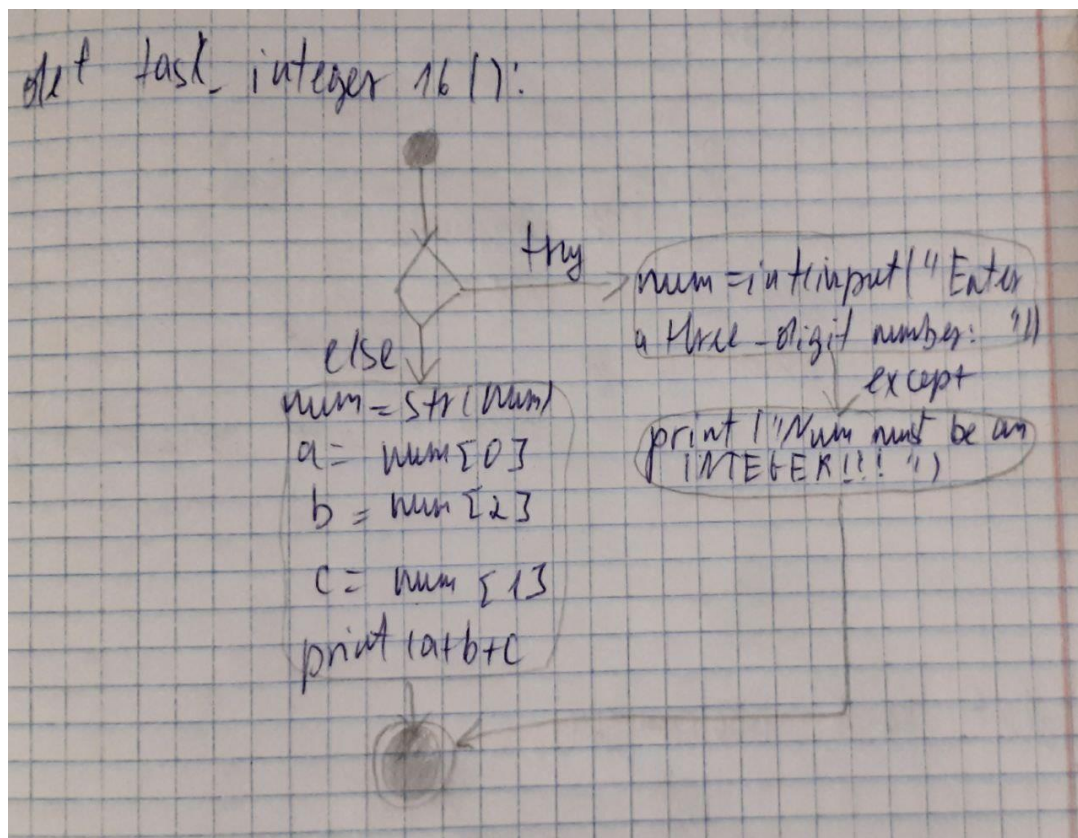 def task_integer 16 ():
try
num=int(input("Enter
a three-digit number: "))
except
print ("Num must be an
INTEGER!!! ")
else
num=str(num)
a= num[0]
b = num[2]
c= num [1]
print (a+b+c